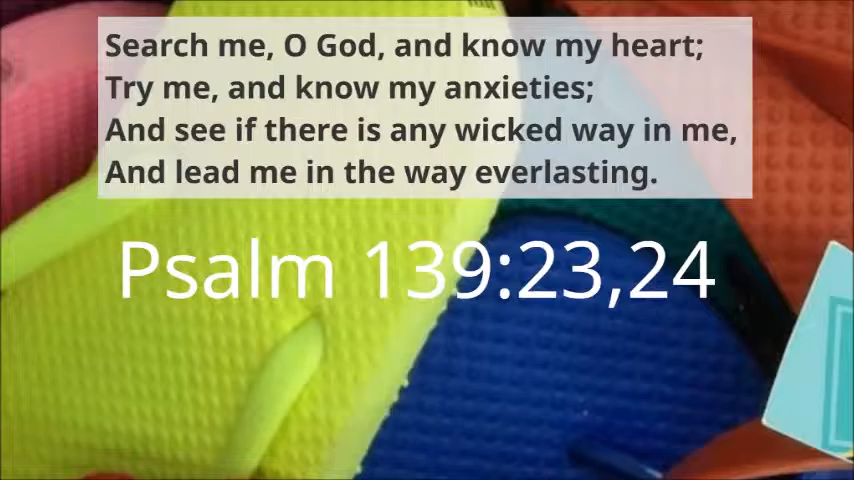 Search me, O God, and know my heart;
Try me, and know my anxieties;
And see if there is any wicked way in me,
And lead me in the way everlasting.
Psalm 139:23,24